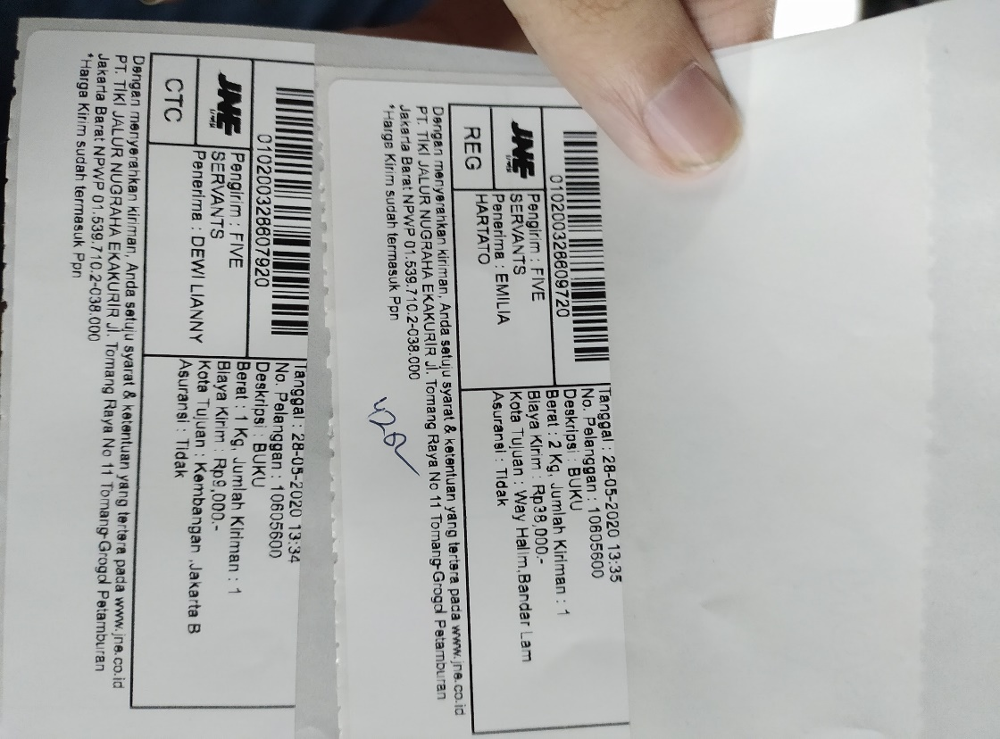 010200328609720
JNE
REG
Pengirim : FIVE
SERVANTS
Penerima : EMILIA
HARTATO
Tanggal : 28-05-2020 13:35
No. Pelanggan : 10605600
Deskripsi : BUKU
Berat : 2 Kg, Jumlah Kiriman : 1
Biaya Kirim : Rp38,000.-
Kota Tujuan : Way Halim,Bandar Lam
Asuransi : Tidak
Dengan menyerahkan kiriman, Anda setuju syarat & ketentuan yang tertera pada www.jne.co.id
PT. TIKI JALUR NUGRAHA EKAKURIR Jl. Tomang Raya No 11 Tomang-Grogol Petamburan
Jakarta Barat NPWP 01.539.710.2-038.000
*Harga Kirim sudah termasuk Ppn
010200328607920
JNE
CTC
Pengirim : FIVE
SERVANTS
Penerima : DEWI LIANNY
Tanggal : 28-05-2020 13:34
No. Pelanggan : 10605600
Deskripsi : BUKU
Berat : 1 Kg, Jumlah Kiriman : 1
Biaya Kirim : Rp9,000.-
Kota Tujuan : Kembangan ,Jakarta B
Asuransi : Tidak
Dengan menyerahkan kiriman, Anda setuju syarat & ketentuan yang tertera pada www.jne.co.id
PT. TIKI JALUR NUGRAHA EKAKURIR Jl. Tomang Raya No 11 Tomang-Grogol Petamburan
Jakarta Barat NPWP 01.539.710.2-038.000
*Harga Kirim sudah termasuk Ppn